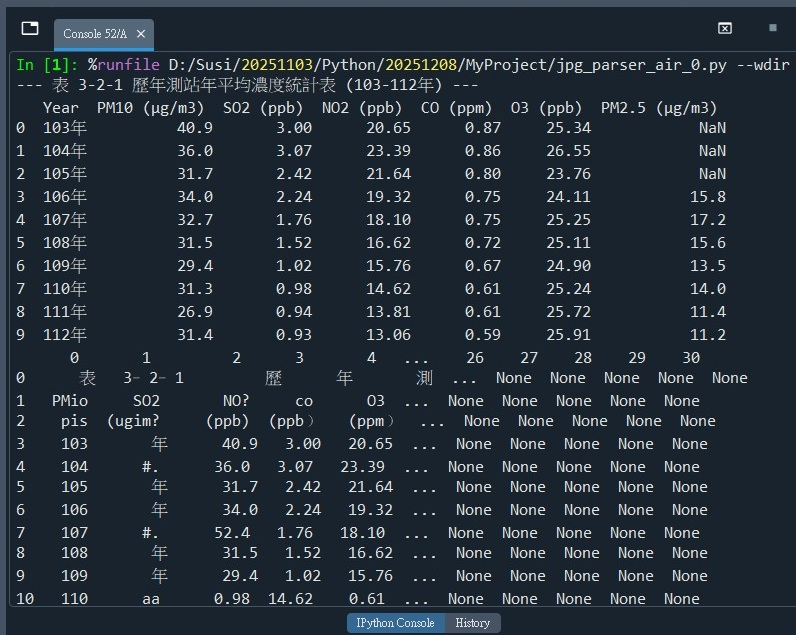 Console 52/A ✕
In [1]: %runfile D:/Susi/20251103/Python/20251208/MyProject/jpg_parser_air_0.py --wdir
--- 表 3-2-1 歷年測站年平均濃度統計表 (103-112年) ---
Year PM10 (μg/m3) SO2 (ppb) NO2 (ppb) CO (ppm) O3 (ppb) PM2.5 (μg/m3)
0 103年 40.9 3.00 20.65 0.87 25.34 NaN
1 104年 36.0 3.07 23.39 0.86 26.55 NaN
2 105年 31.7 2.42 21.64 0.80 23.76 NaN
3 106年 34.0 2.24 19.32 0.75 24.11 15.8
4 107年 32.7 1.76 18.10 0.75 25.25 17.2
5 108年 31.5 1.52 16.62 0.72 25.11 15.6
6 109年 29.4 1.02 15.76 0.67 24.90 13.5
7 110年 31.3 0.98 14.62 0.61 25.24 14.0
8 111年 26.9 0.94 13.81 0.61 25.72 11.4
9 112年 31.4 0.93 13.06 0.59 25.91 11.2
0 1 2 3 4 ... 26 27 28 29 30
0 表 3- 2- 1 歷 年 測 ... None None None None None
1 PMio SO2 NO? co O3 ... None None None None None
2 pis (ugim? (ppb) (ppb） (ppm） ... None None None None None
3 103 年 40.9 3.00 20.65 ... None None None None None
4 104 #. 36.0 3.07 23.39 ... None None None None None
5 105 年 31.7 2.42 21.64 ... None None None None None
6 106 年 34.0 2.24 19.32 ... None None None None None
7 107 #. 52.4 1.76 18.10 ... None None None None None
8 108 年 31.5 1.52 16.62 ... None None None None None
9 109 年 29.4 1.02 15.76 ... None None None None None
10 110 aa 0.98 14.62 0.61 ... None None None None None
IPython Console History